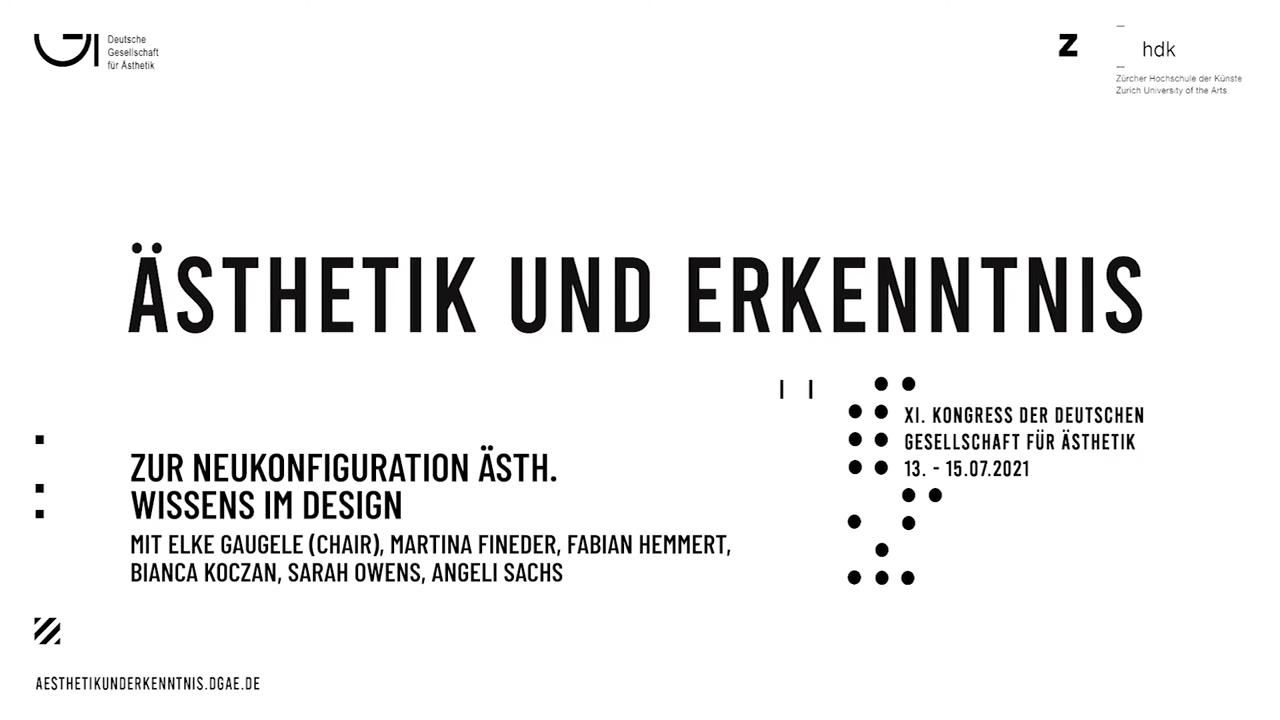 Deutsche
Gesellschaft
für Ästhetik
Z hdk
Zürcher Hochschule der Künste
Zurich University of the Arts
ÄSTHETIK UND ERKENNTNIS
XI. KONGRESS DER DEUTSCHEN
GESELLSCHAFT FÜR ÄSTHETIK
13. - 15.07.2021
ZUR NEUKONFIGURATION ÄSTH.
WISSENS IM DESIGN
MIT ELKE GAUGELE (CHAIR), MARTINA FINEDER, FABIAN HEMMERT,
BIANCA KOCZAN, SARAH OWENS, ANGELI SACHS
AESTHETIKUNDERKENNTNIS.DGAE.DE